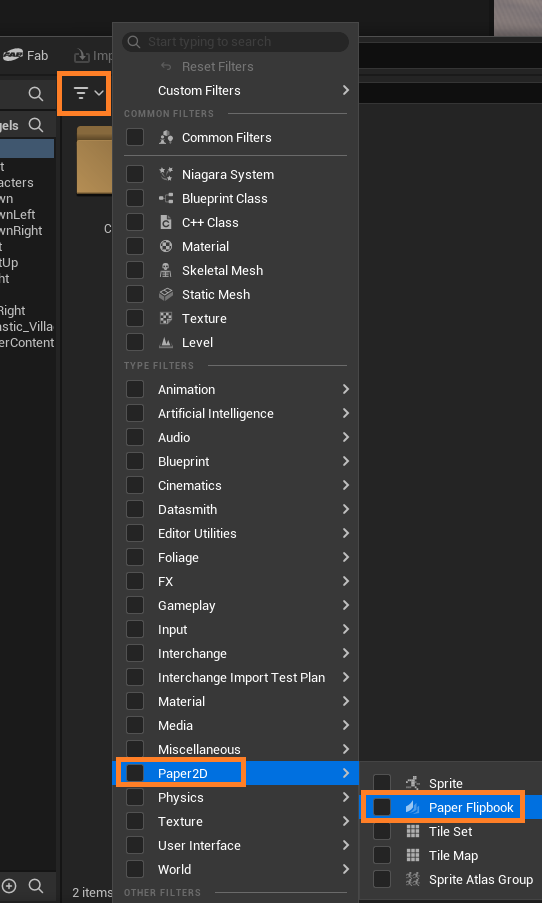 Fab
Imp
Start typing to search
Reset Filters
Custom Filters
COMMON FILTERS
Common Filters
Niagara System
Blueprint Class
C++ Class
Material
Skeletal Mesh
Static Mesh
Texture
Level
TYPE FILTERS
Animation
Artificial Intelligence
Audio
Blueprint
Cinematics
Datasmith
Editor Utilities
Foliage
FX
Gameplay
Input
Interchange
Interchange Import Test Plan
Material
Media
Miscellaneous
Paper2D
Physics
Texture
User Interface
World
OTHER FILTERS
Sprite
Paper Flipbook
Tile Set
Tile Map
Sprite Atlas Group
gels
t
acters
wn
wnLeft
wnRight
t
tUp
ht
Right
astic_Villa
erContent
C
2 items